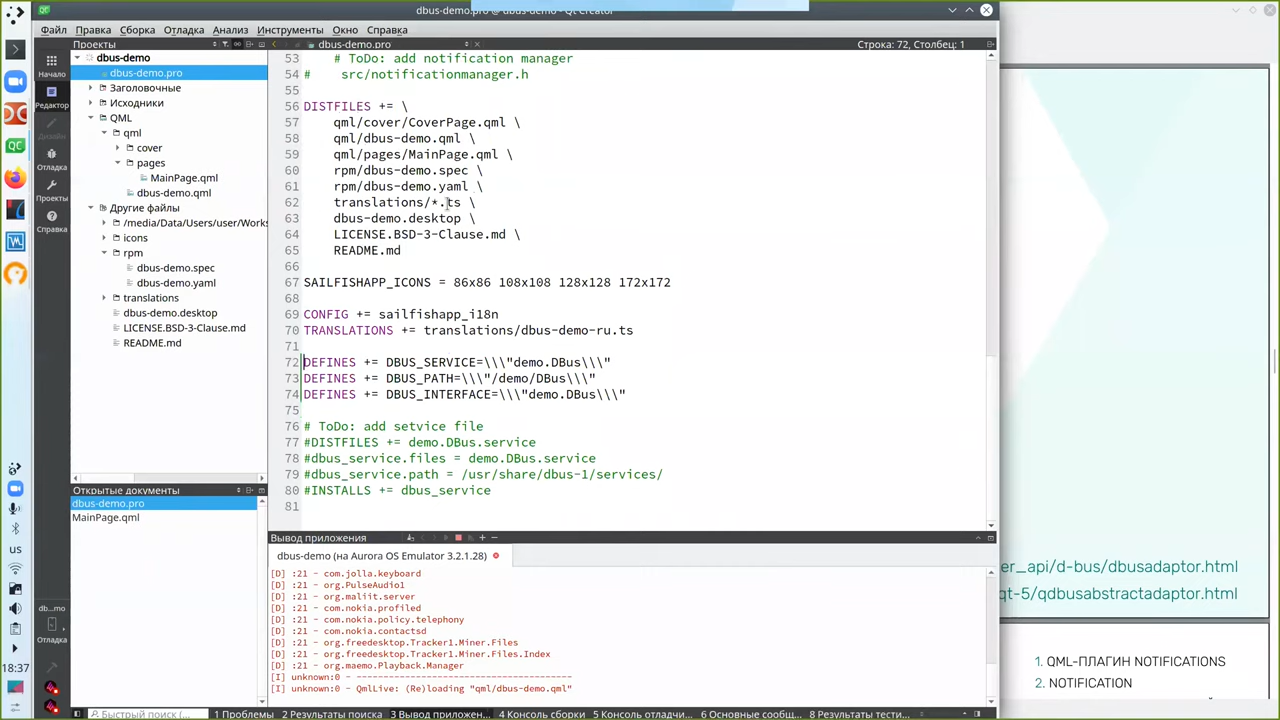 dbus-demo.pro @ dbus-demo - Qt Creator
Файл Правка Сборка Отладка Анализ Инструменты Окно Справка
Проекты
dbus-demo.pro
Строка: 72, Столбец: 1
Начало
Редактор
Дизайн
Отладка
Проекты
Справка
dbus-demo
dbus-demo.pro
Заголовочные
Исходники
QML
qml
cover
pages
MainPage.qml
dbus-demo.qml
Другие файлы
/media/Data/Users/user/Works
icons
rpm
dbus-demo.spec
dbus-demo.yaml
translations
dbus-demo.desktop
LICENSE.BSD-3-Clause.md
README.md
Открытые документы
dbus-demo.pro
MainPage.qml
53 # ToDo: add notification manager
54 # src/notificationmanager.h
55
56 DISTFILES += \
57 qml/cover/CoverPage.qml \
58 qml/dbus-demo.qml \
59 qml/pages/MainPage.qml \
60 rpm/dbus-demo.spec \
61 rpm/dbus-demo.yaml \
62 translations/*.ts \
63 dbus-demo.desktop \
64 LICENSE.BSD-3-Clause.md \
65 README.md
66
67 SAILFISHAPP_ICONS = 86x86 108x108 128x128 172x172
68
69 CONFIG += sailfishapp_i18n
70 TRANSLATIONS += translations/dbus-demo-ru.ts
71
72 DEFINES += DBUS_SERVICE=\\\"demo.DBus\\\"
73 DEFINES += DBUS_PATH=\\\"/demo/DBus\\\"
74 DEFINES += DBUS_INTERFACE=\\\"demo.DBus\\\"
75
76 # ToDo: add setvice file
77 #DISTFILES += demo.DBus.service
78 #dbus_service.files = demo.DBus.service
79 #dbus_service.path = /usr/share/dbus-1/services/
80 #INSTALLS += dbus_service
81
Вывод приложения
dbus-demo (на Aurora OS Emulator 3.2.1.28)
[D] :21 - com.jolla.keyboard
[D] :21 - org.PulseAudio1
[D] :21 - org.maliit.server
[D] :21 - com.nokia.profiled
[D] :21 - com.nokia.policy.telephony
[D] :21 - com.nokia.contactsd
[D] :21 - org.freedesktop.Tracker1.Miner.Files
[D] :21 - org.freedesktop.Tracker1.Miner.Files.Index
[D] :21 - org.maemo.Playback.Manager
[I] unknown:0 - ---------------------------------------
[I] unknown:0 - QmlLive: (Re)loading "qml/dbus-demo.qml"
us
18:37
db...mo
Отладка
Быстрый поиск (...
1 Проблемы 2 Результаты поиска 3 Вывод приложен... 4 Консоль сборки 5 Консоль отладчи... 6 Основные сообщ... 7 8 Результаты тести...
er_api/d-bus/dbusadaptor.html
qt-5/qdbusabstractadaptor.html
1. QML-ПЛАГИН NOTIFICATIONS
2. NOTIFICATION